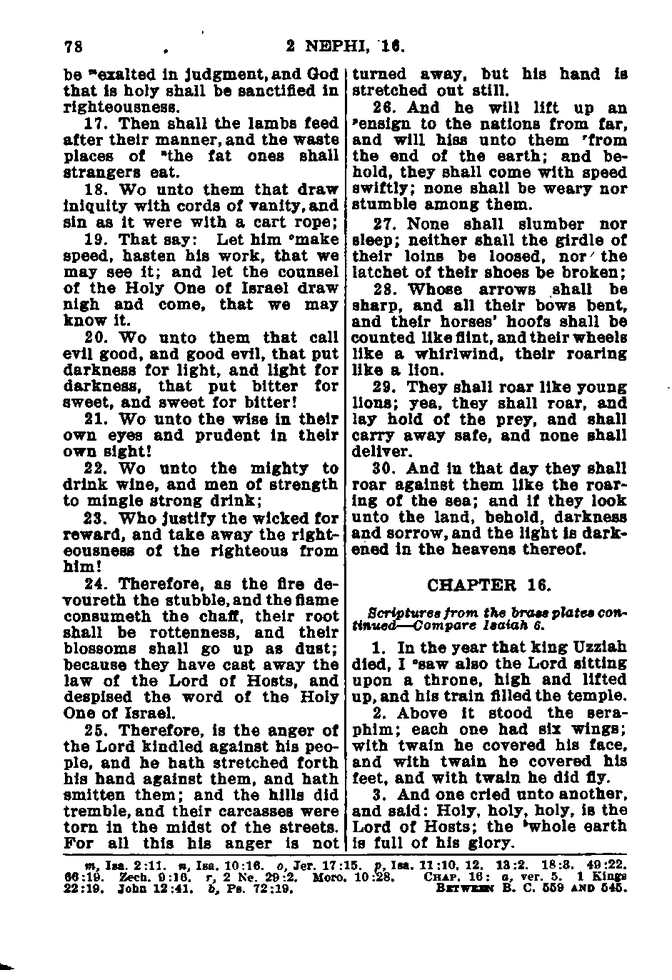 78
2 NEPHI, 16.
be ᵐexalted in judgment, and God
that is holy shall be sanctified in
righteousness.
17. Then shall the lambs feed
after their manner, and the waste
places of ⁿthe fat ones shall
strangers eat.
18. Wo unto them that draw
iniquity with cords of vanity, and
sin as it were with a cart rope;
19. That say: Let him ᵒmake
speed, hasten his work, that we
may see it; and let the counsel
of the Holy One of Israel draw
nigh and come, that we may
know it.
20. Wo unto them that call
evil good, and good evil, that put
darkness for light, and light for
darkness, that put bitter for
sweet, and sweet for bitter!
21. Wo unto the wise in their
own eyes and prudent in their
own sight!
22. Wo unto the mighty to
drink wine, and men of strength
to mingle strong drink;
23. Who justify the wicked for
reward, and take away the right-
eousness of the righteous from
him!
24. Therefore, as the fire de-
voureth the stubble, and the flame
consumeth the chaff, their root
shall be rottenness, and their
blossoms shall go up as dust;
because they have cast away the
law of the Lord of Hosts, and
despised the word of the Holy
One of Israel.
25. Therefore, is the anger of
the Lord kindled against his peo-
ple, and he hath stretched forth
his hand against them, and hath
smitten them; and the hills did
tremble, and their carcasses were
torn in the midst of the streets.
For all this his anger is not
turned away, but his hand is
stretched out still.
26. And he will lift up an
ᵖensign to the nations from far,
and will hiss unto them ʳfrom
the end of the earth; and be-
hold, they shall come with speed
swiftly; none shall be weary nor
stumble among them.
27. None shall slumber nor
sleep; neither shall the girdle of
their loins be loosed, nor the
latchet of their shoes be broken;
28. Whose arrows shall be
sharp, and all their bows bent,
and their horses' hoofs shall be
counted like flint, and their wheels
like a whirlwind, their roaring
like a lion.
29. They shall roar like young
lions; yea, they shall roar, and
lay hold of the prey, and shall
carry away safe, and none shall
deliver.
30. And in that day they shall
roar against them like the roar-
ing of the sea; and if they look
unto the land, behold, darkness
and sorrow, and the light is dark-
ened in the heavens thereof.
CHAPTER 16.
Scriptures from the brass plates con-
tinued—Compare Isaiah 6.
1. In the year that king Uzziah
died, I ᵃsaw also the Lord sitting
upon a throne, high and lifted
up, and his train filled the temple.
2. Above it stood the sera-
phim; each one had six wings;
with twain he covered his face,
and with twain he covered his
feet, and with twain he did fly.
3. And one cried unto another,
and said: Holy, holy, holy, is the
Lord of Hosts; the ᵇwhole earth
is full of his glory.
m, Isa. 2:11. n, Isa. 10:16. o, Jer. 17:15. p, Isa. 11:10, 12. 13:2. 18:3. 49:22.
66:19. Zech. 9:16. r, 2 Ne. 29:2. Moro. 10:28. CHAP. 16: a, ver. 5. 1 Kings
22:19. John 12:41. b, Ps. 72:19. BETWEEN B. C. 559 AND 545.